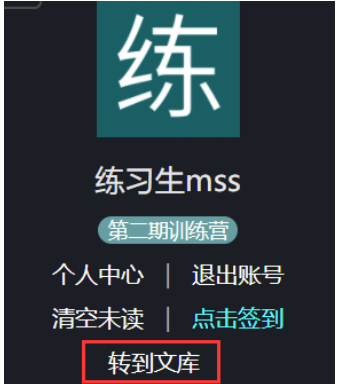 练
练习生mss
第二期训练营
个人中心 | 退出账号
清空未读 | 点击签到
转到文库